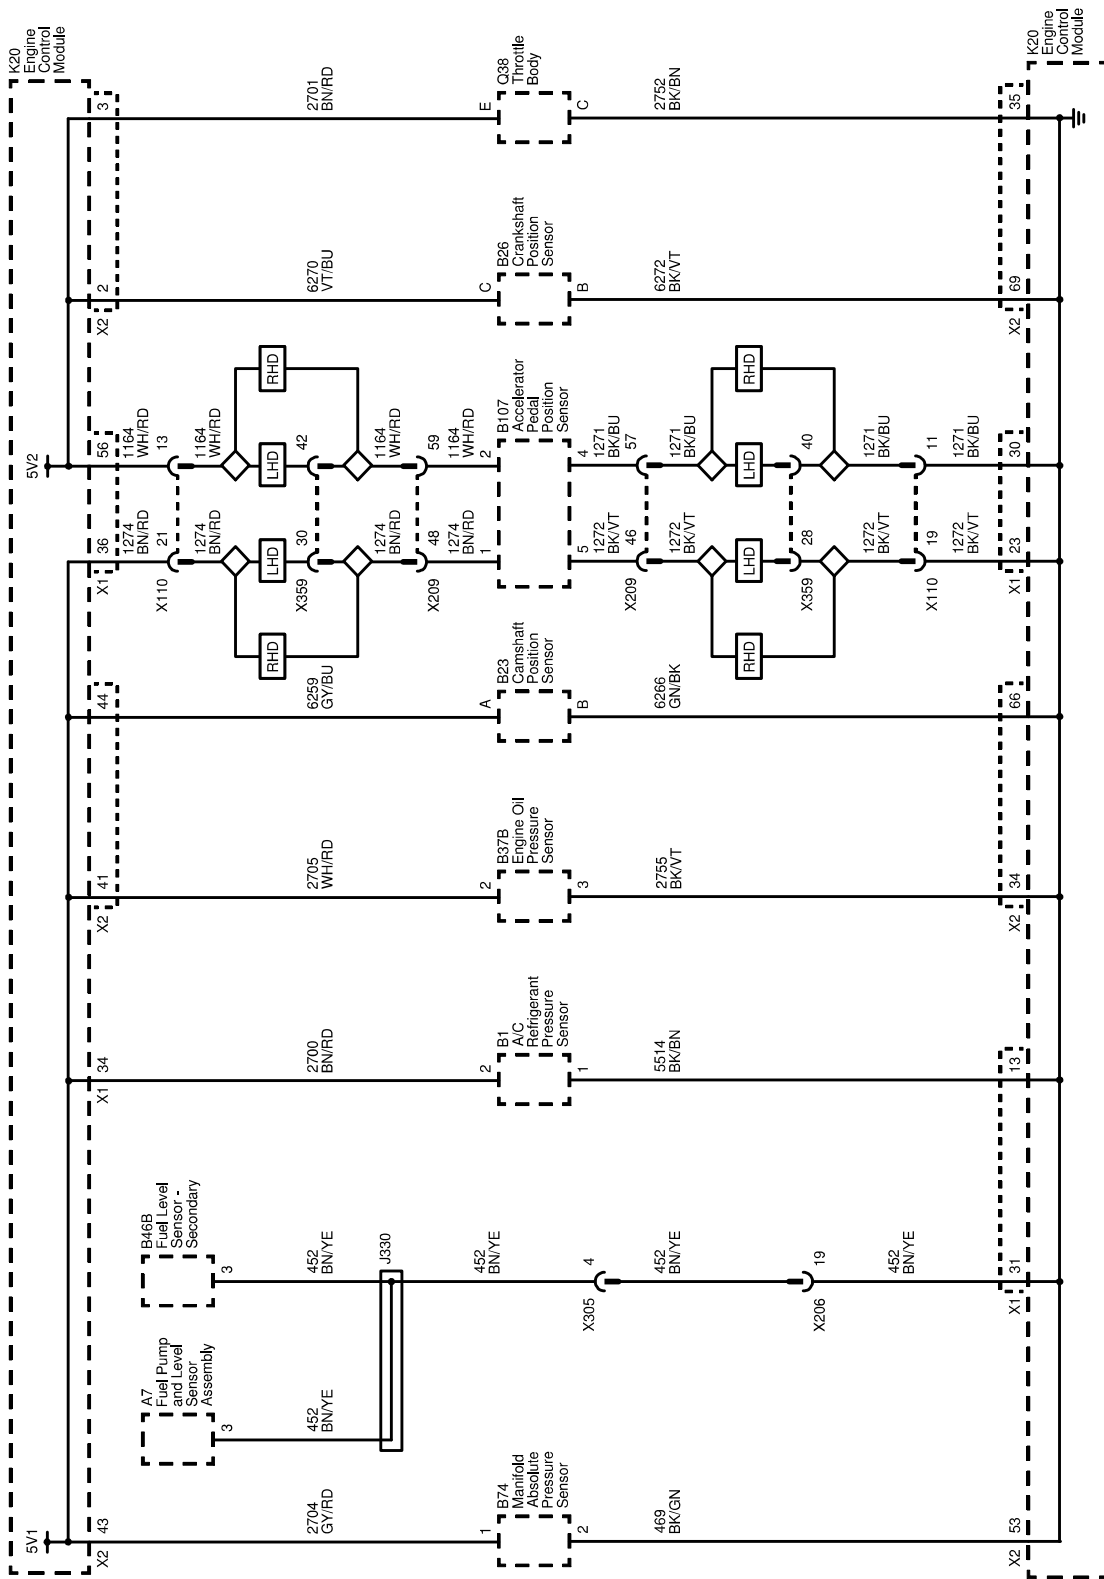 K20
Engine
Control
Module
5V1
5V2
X2
43
X1
34
X2
41
44
X1
36
56
X2
2
3
A7
Fuel Pump
and Level
Sensor
Assembly
3
B46B
Fuel Level
Sensor -
Secondary
3
2704
GY/RD
452
BN/YE
452
BN/YE
2700
BN/RD
2705
WH/RD
6259
GY/BU
1274
BN/RD
1164
WH/RD
X110
21
13
1274
BN/RD
1164
WH/RD
RHD
LHD
LHD
RHD
X359
30
42
1274
BN/RD
1164
WH/RD
X209
48
59
1274
BN/RD
1164
WH/RD
6270
VT/BU
2701
BN/RD
J330
1
B74
Manifold
Absolute
Pressure
Sensor
2
452
BN/YE
2
B1
A/C
Refrigerant
Pressure
Sensor
1
2
B37B
Engine Oil
Pressure
Sensor
3
A
B23
Camshaft
Position
Sensor
B
1
2
B107
Accelerator
Pedal
Position
Sensor
5
4
C
B26
Crankshaft
Position
Sensor
B
E
Q38
Throttle
Body
C
469
BK/GN
X305
4
452
BN/YE
X206
19
452
BN/YE
5514
BK/BN
2755
BK/VT
6266
GN/BK
1272
BK/VT
1271
BK/BU
X209
46
57
1272
BK/VT
1271
BK/BU
RHD
LHD
LHD
RHD
X359
28
40
1272
BK/VT
1271
BK/BU
X110
19
11
1272
BK/VT
1271
BK/BU
6272
BK/VT
2752
BK/BN
X2
53
X1
31
13
X2
34
66
X1
23
30
X2
69
35
K20
Engine
Control
Module